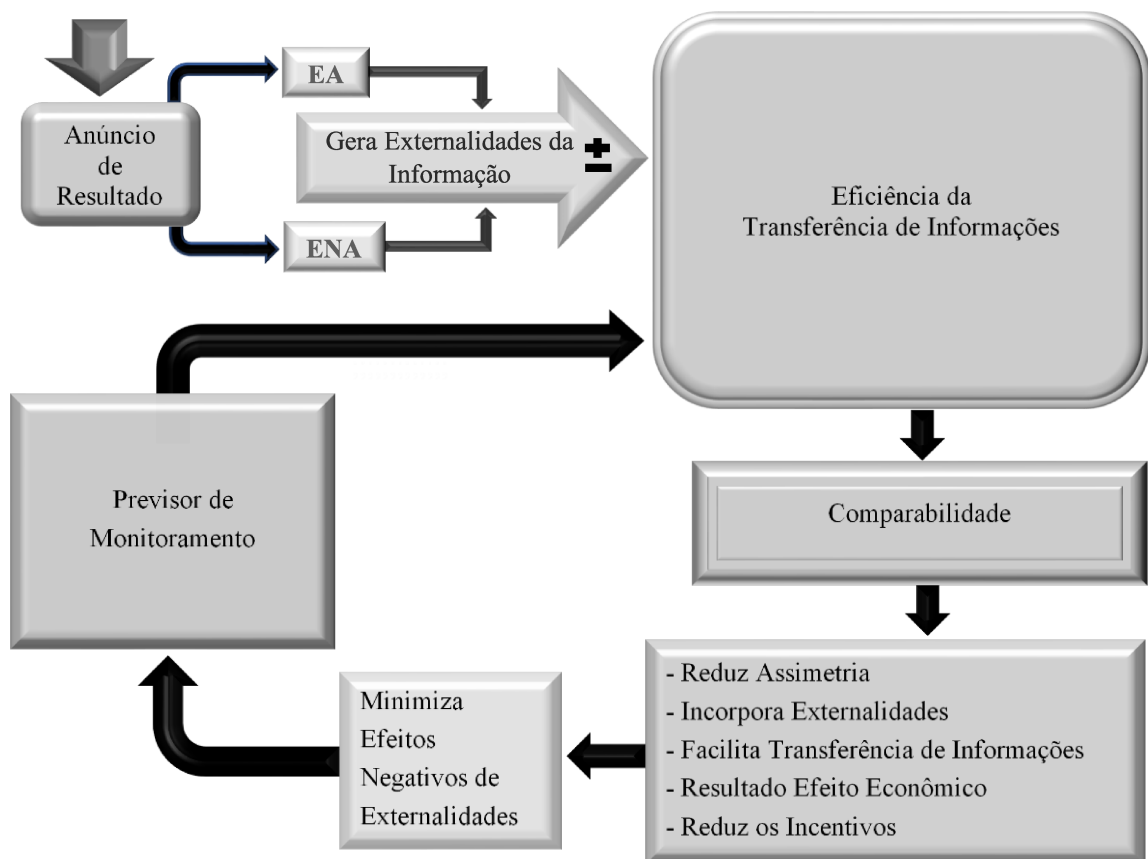 Anúncio
de
Resultado
EA
Gera Externalidades da
Informação
±
ENA
Eficiência da
Transferência de Informações
Comparabilidade
- Reduz Assimetria
- Incorpora Externalidades
- Facilita Transferência de Informações
- Resultado Efeito Econômico
- Reduz os Incentivos
Minimiza
Efeitos
Negativos de
Externalidades
Previsor de
Monitoramento